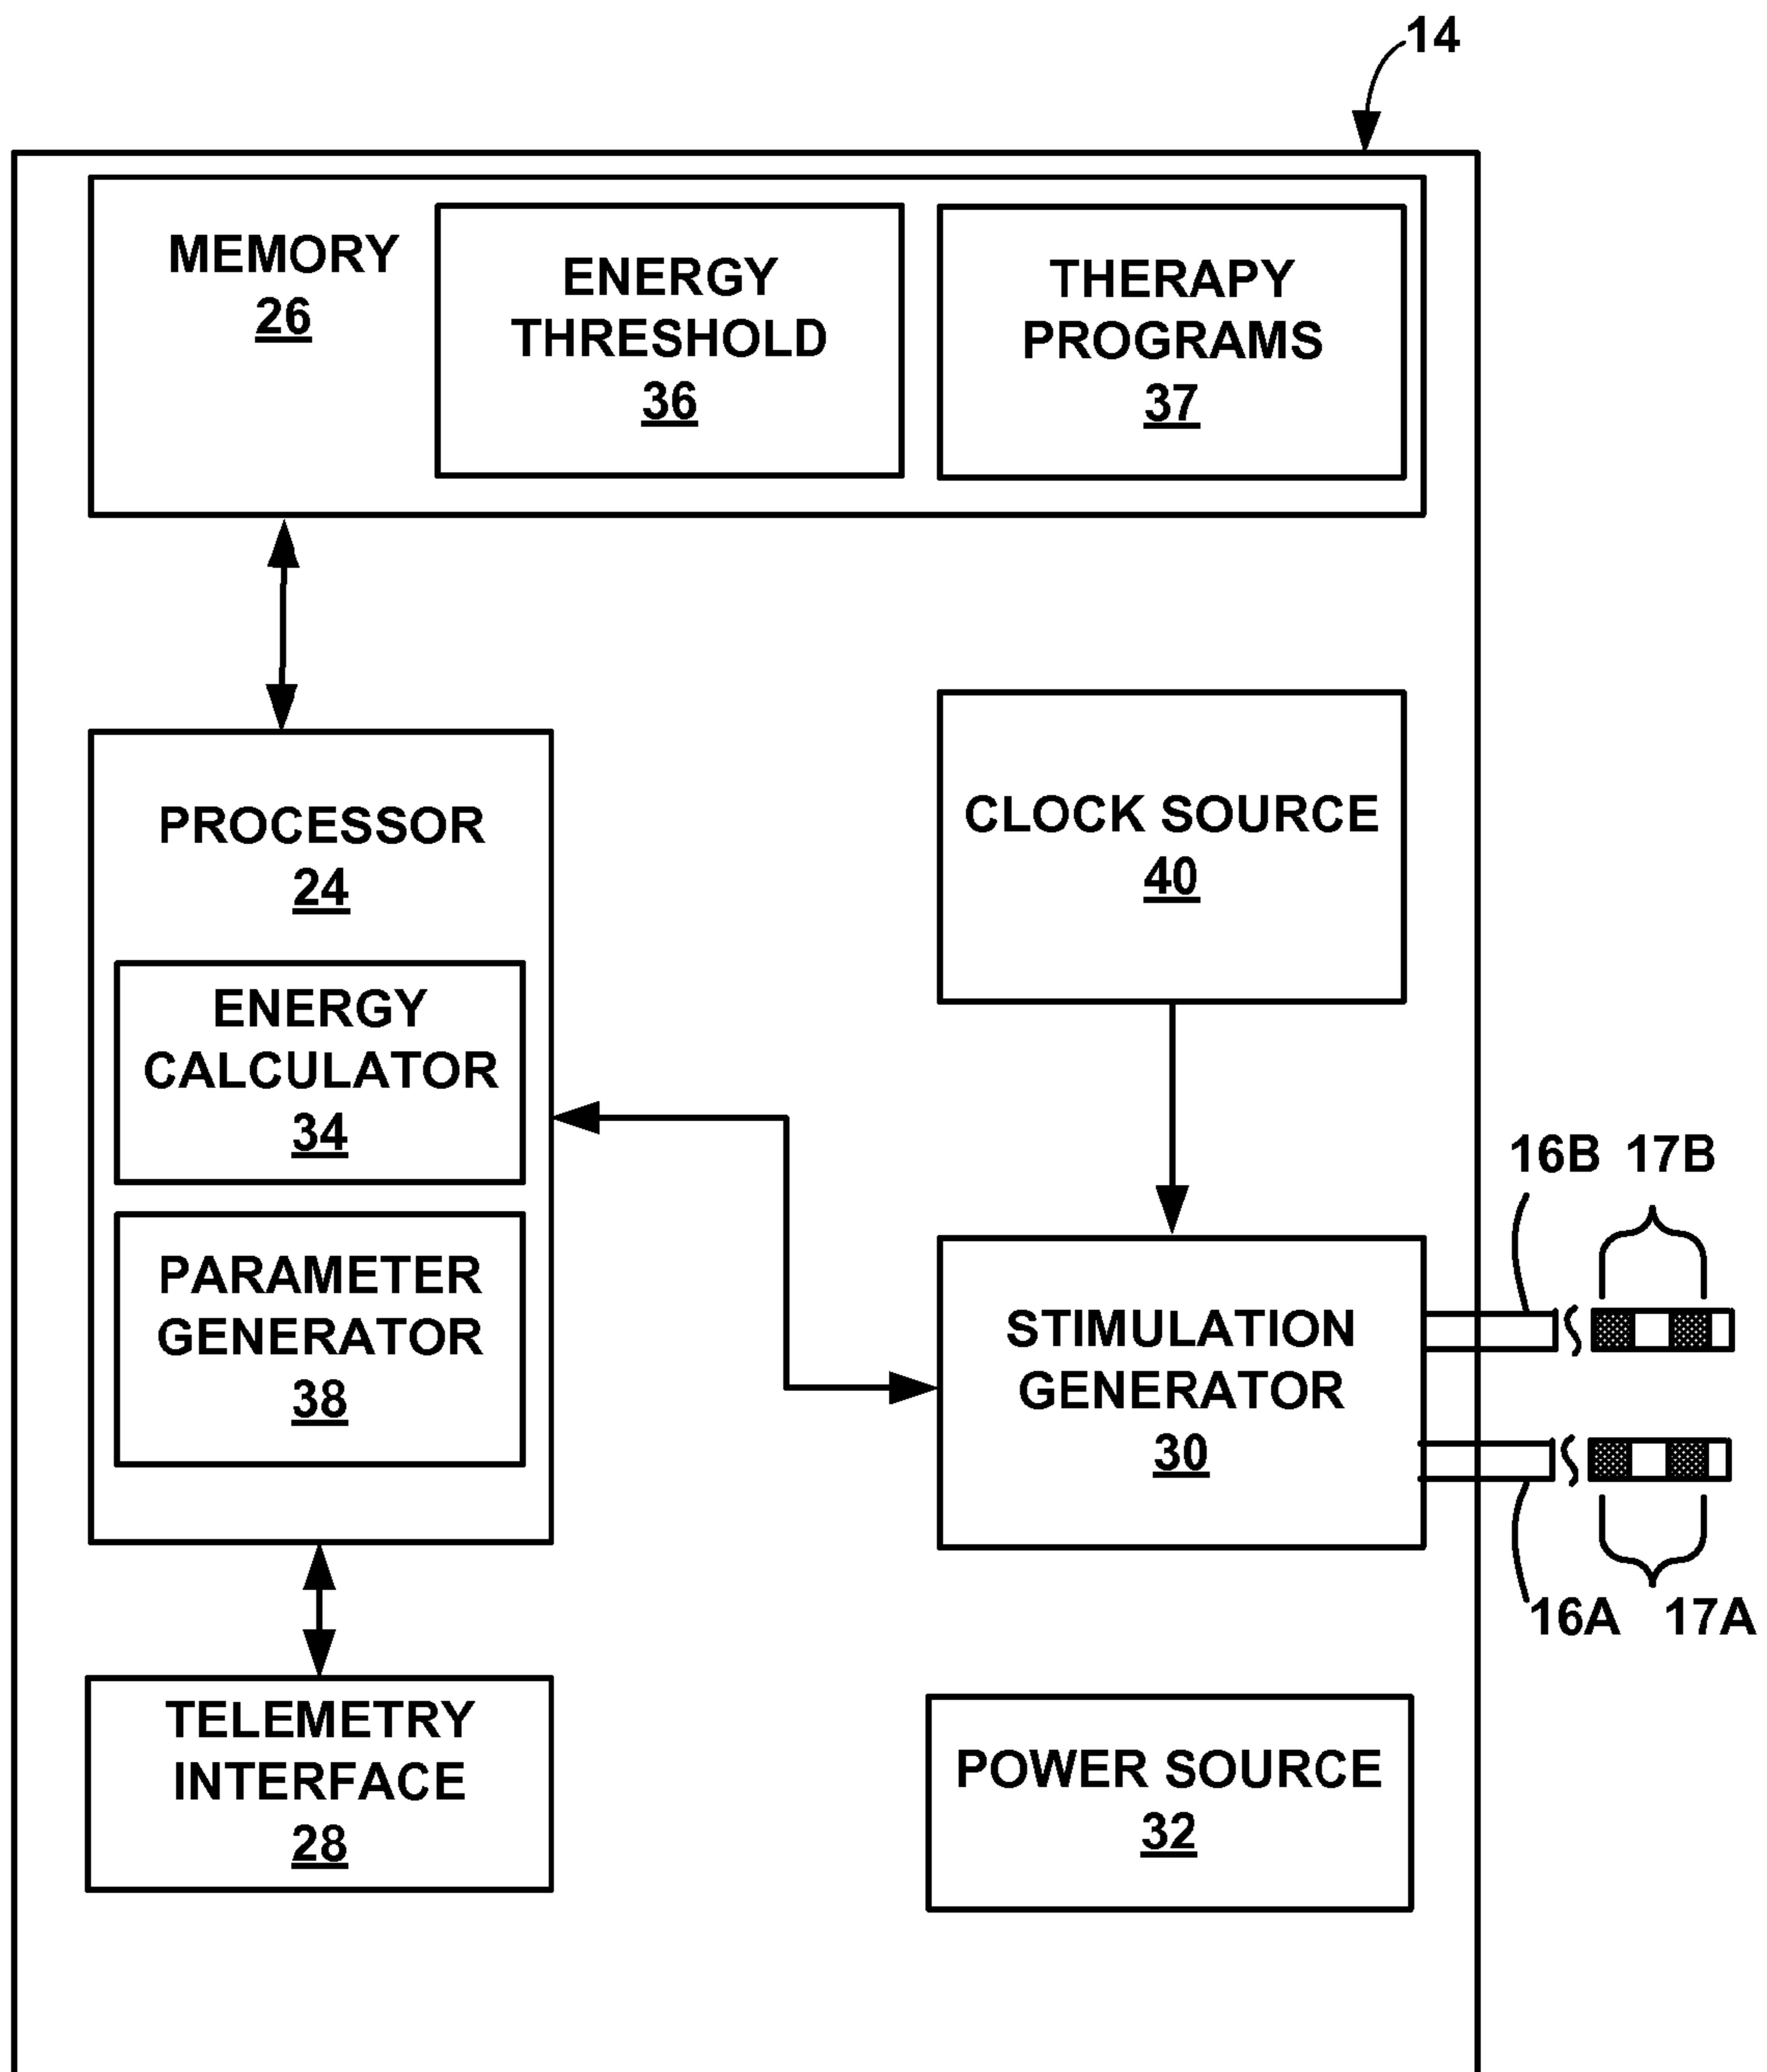 14
MEMORY
26
ENERGY
THRESHOLD
36
THERAPY
PROGRAMS
37
PROCESSOR
24
CLOCK SOURCE
40
ENERGY
CALCULATOR
34
PARAMETER
GENERATOR
38
16B
17B
STIMULATION
GENERATOR
30
16A
17A
TELEMETRY
INTERFACE
28
POWER SOURCE
32